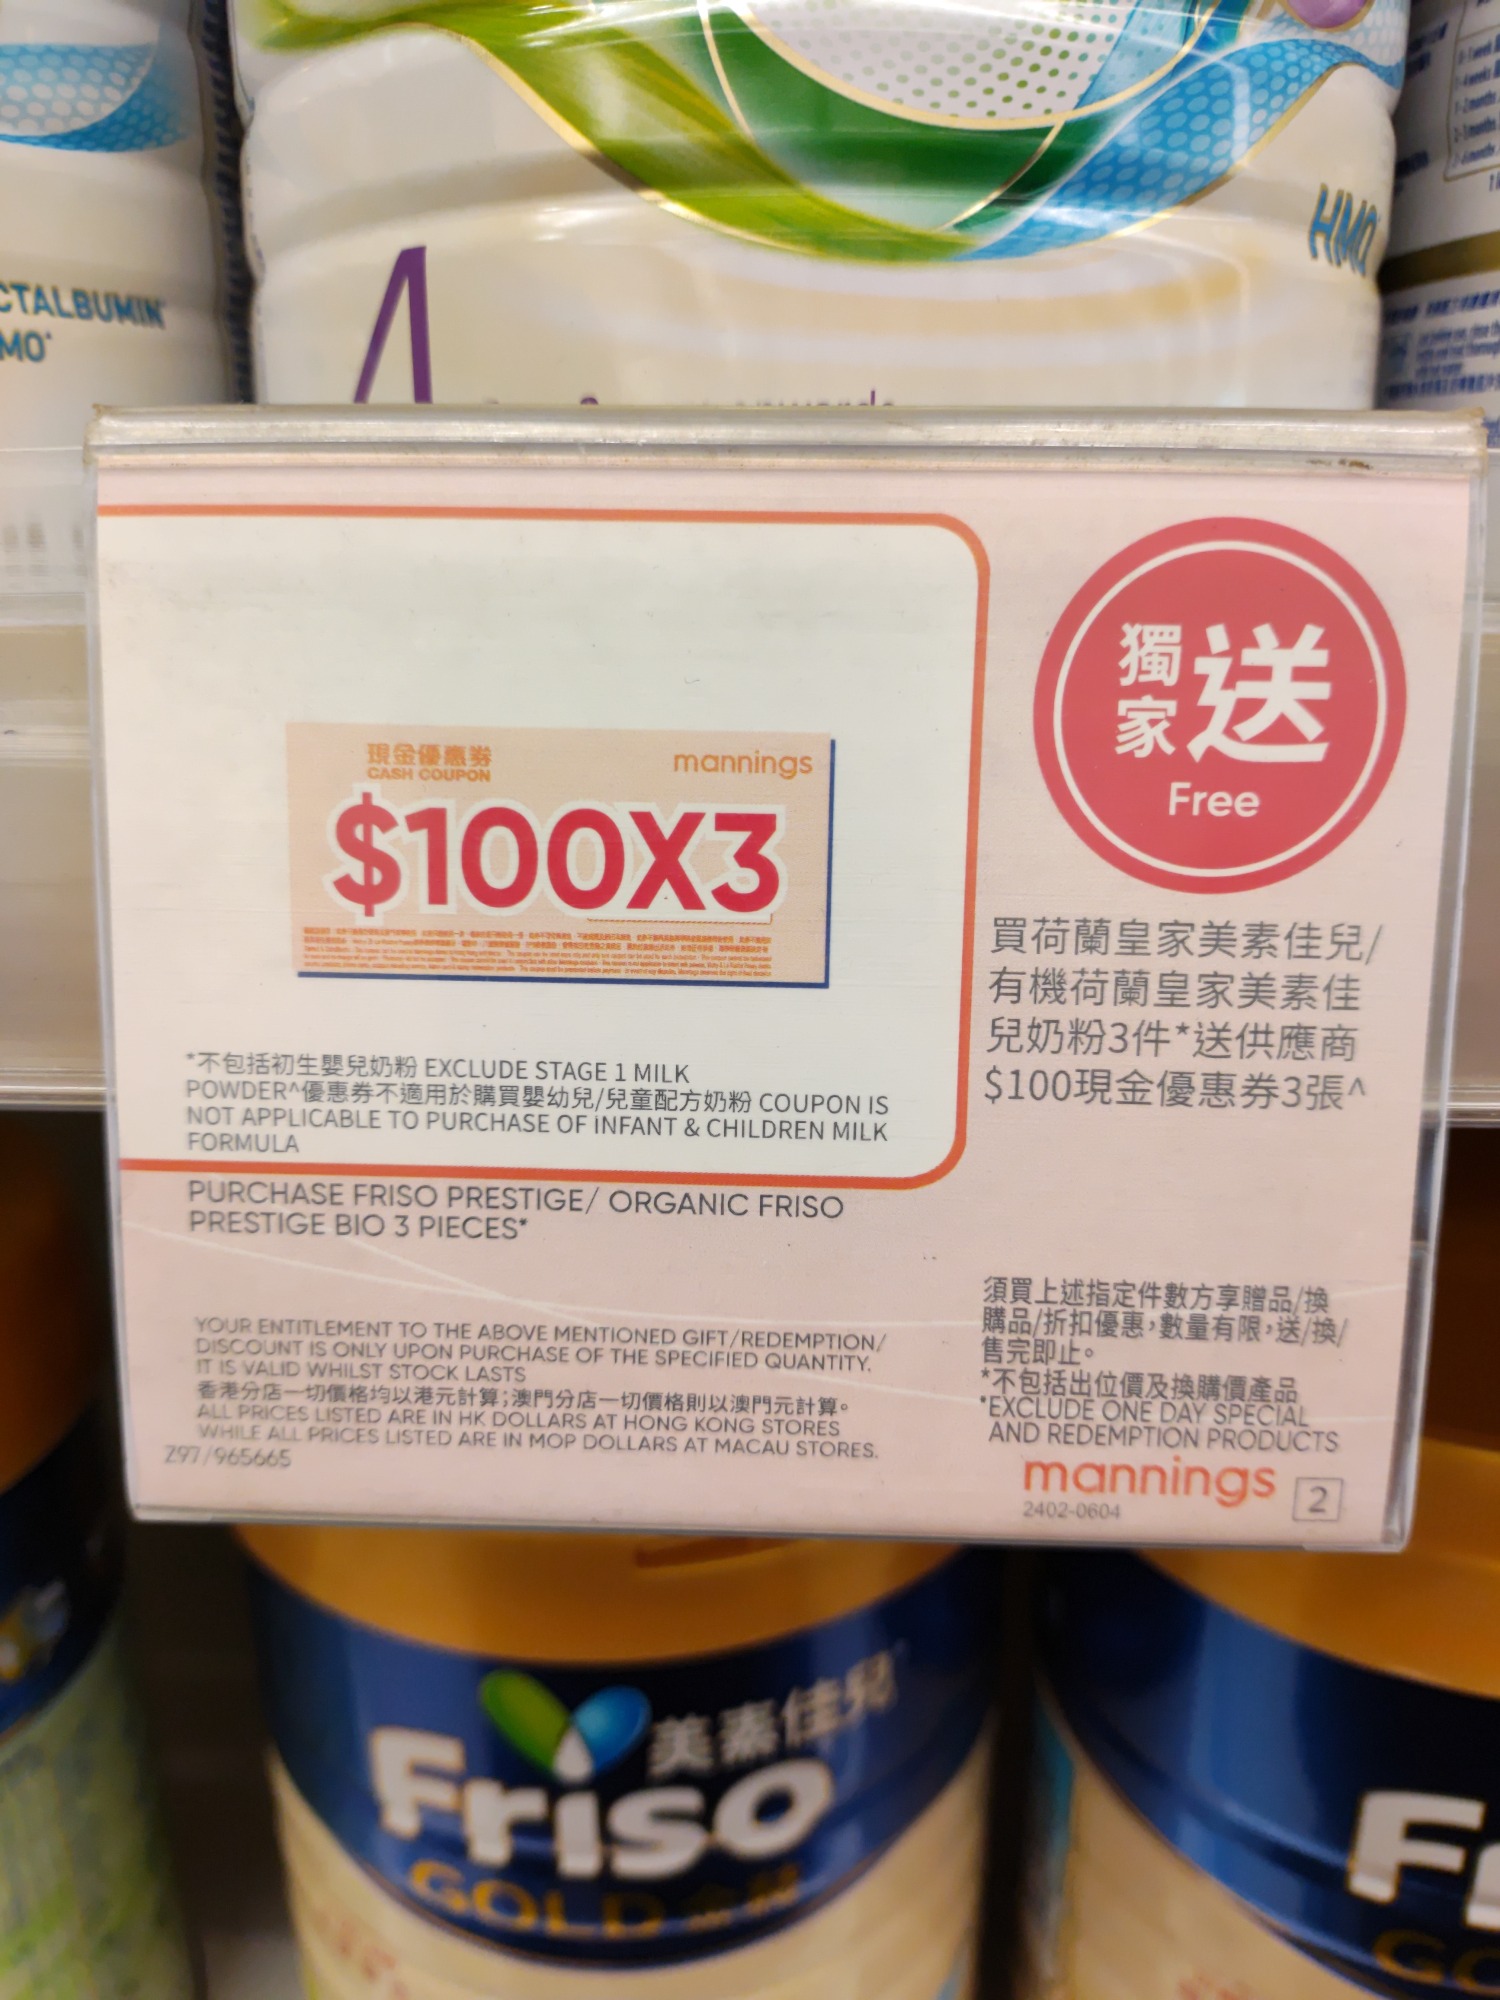 CTALBUMIN
MO
HMO
4
獨家送
Free
現金優惠券
CASH COUPON
mannings
$100X3
買荷蘭皇家美素佳兒/
有機荷蘭皇家美素佳
兒奶粉3件*送供應商
$100現金優惠券3張^
*不包括初生嬰兒奶粉 EXCLUDE STAGE 1 MILK
POWDER^優惠券不適用於購買嬰幼兒/兒童配方奶粉 COUPON IS
NOT APPLICABLE TO PURCHASE OF INFANT & CHILDREN MILK
FORMULA
PURCHASE FRISO PRESTIGE/ ORGANIC FRISO
PRESTIGE BIO 3 PIECES*
YOUR ENTITLEMENT TO THE ABOVE MENTIONED GIFT/REDEMPTION/
DISCOUNT IS ONLY UPON PURCHASE OF THE SPECIFIED QUANTITY.
IT IS VALID WHILST STOCK LASTS
香港分店一切價格均以港元計算;澳門分店一切價格則以澳門元計算。
ALL PRICES LISTED ARE IN HK DOLLARS AT HONG KONG STORES
WHILE ALL PRICES LISTED ARE IN MOP DOLLARS AT MACAU STORES.
Z97/965665
須買上述指定件數方享贈品/換
購品/折扣優惠,數量有限,送/換/
售完即止。
*不包括出位價及換購價產品
*EXCLUDE ONE DAY SPECIAL
AND REDEMPTION PRODUCTS
mannings
2
2402-0604
美素佳兒
Friso
GOLD 金裝